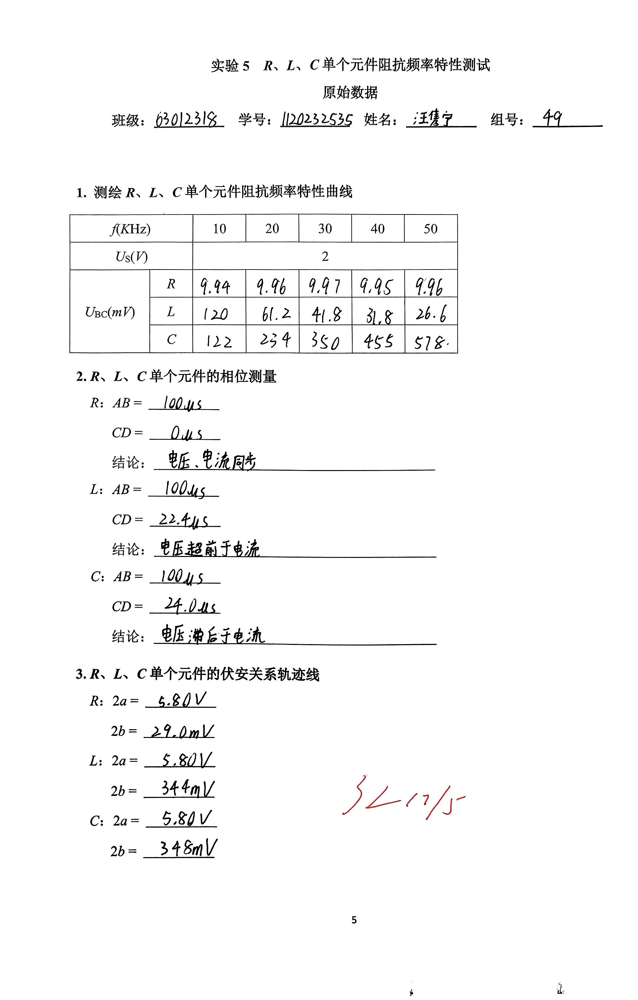 实验 5 R、L、C 单个元件阻抗频率特性测试
原始数据
班级：63012318 学号：1120232535 姓名：汪隽宁 组号：49
1. 测绘 R、L、C 单个元件阻抗频率特性曲线
f(KHz) 10 20 30 40 50
US(V) 2
UBC(mV) R 9.94 9.96 9.97 9.95 9.96
L 120 61.2 41.8 31.8 26.6
C 122 234 350 455 578.
2. R、L、C 单个元件的相位测量
R： AB = 100μs
CD = 0μs
结论： 电压、电流同步
L： AB = 100μs
CD = 22.4μs
结论： 电压超前于电流
C： AB = 100μs
CD = 24.0μs
结论： 电压滞后于电流
3. R、L、C 单个元件的伏安关系轨迹线
R： 2a = 5.80V
2b = 29.0mV
L： 2a = 5.80V
2b = 344mV
C： 2a = 5.80V
2b = 348mV
5